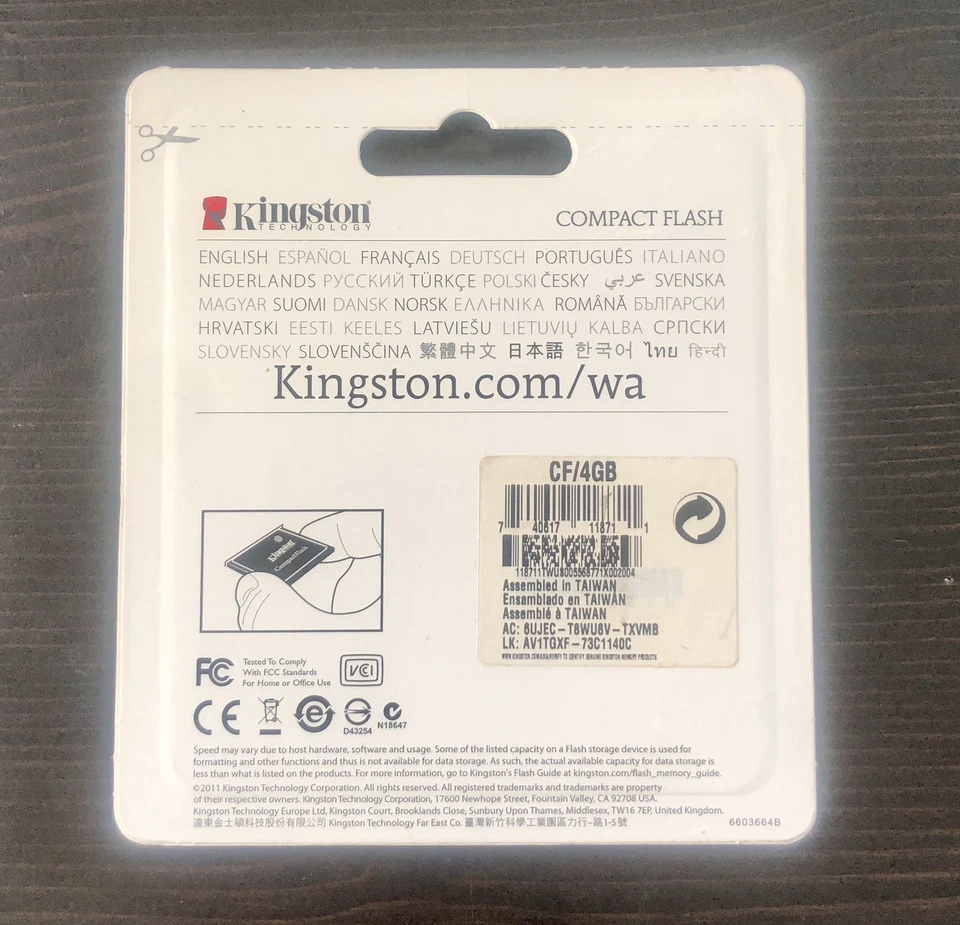 Kingston
TECHNOLOGY
COMPACT FLASH
ENGLISH ESPAÑOL FRANÇAIS DEUTSCH PORTUGUÊS ITALIANO
NEDERLANDS РУССКИЙ TÜRKÇE POLSKI ČESKY عربي SVENSKA
MAGYAR SUOMI DANSK NORSK ΕΛΛΗΝΙΚΑ ROMÂNĂ БЪЛГАРСКИ
HRVATSKI EESTI KEELES LATVIEŠU LIETUVIŲ KALBA СРПСКИ
SLOVENSKY SLOVENŠČINA 繁體中文 日本語 한국어 ไทย हिन्दी
Kingston.com/wa
CF/4GB
7 40617 11871 1
118711TWUS005568771X002004
Assembled in TAIWAN
Ensamblado en TAIWAN
Assemblé à TAIWAN
AC: 6UJEC-T8WU8V-TXVMB
LK: AV1TGXF-73C1140C
Kingston
CompactFlash
FC Tested To Comply
With FCC Standards
For Home or Office Use
VCI
CE
D43254
N18647
Speed may vary due to host hardware, software and usage. Some of the listed capacity on a Flash storage device is used for
formatting and other functions and thus is not available for data storage. As such, the actual available capacity for data storage is
less than what is listed on the products. For more information, go to Kingston's Flash Guide at kingston.com/flash_memory_guide.
©2011 Kingston Technology Corporation. All rights reserved. All registered trademarks and trademarks are property
of their respective owners. Kingston Technology Corporation, 17600 Newhope Street, Fountain Valley, CA 92708 USA.
Kingston Technology Europe Ltd, Kingston Court, Brooklands Close, Sunbury Upon Thames, Middlesex, TW16 7EP, United Kingdom.
遠東金士頓科技股份有限公司 Kingston Technology Far East Co. 臺灣新竹科學工業園區力行一路1-5號
6603664B